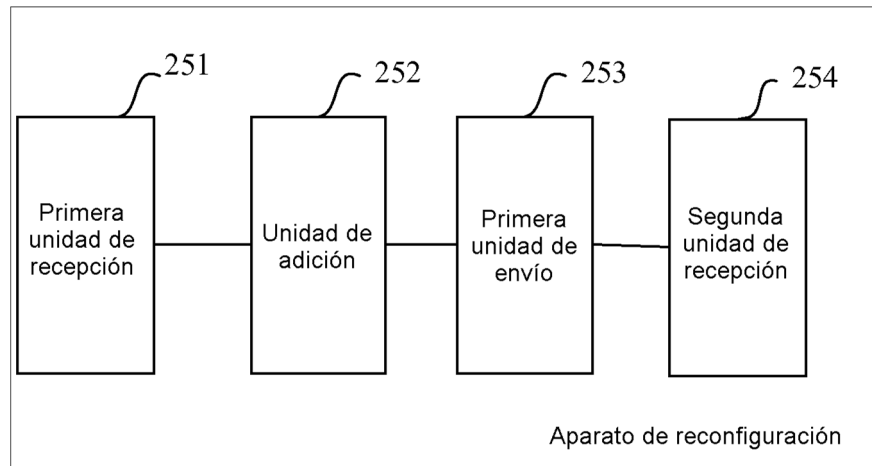 251
252
253
254
Primera
unidad de
recepción
Unidad de
adición
Primera
unidad de
envío
Segunda
unidad de
recepción
Aparato de reconfiguración